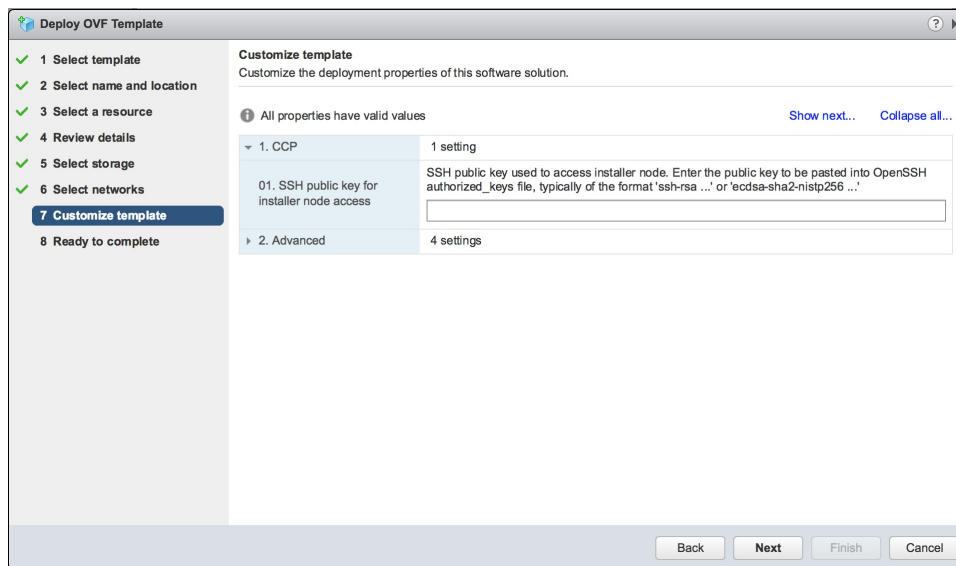 Deploy OVF Template
?
1 Select template
2 Select name and location
3 Select a resource
4 Review details
5 Select storage
6 Select networks
7 Customize template
8 Ready to complete
Customize template
Customize the deployment properties of this software solution.
All properties have valid values
Show next...
Collapse all...
1. CCP
1 setting
01. SSH public key for
installer node access
SSH public key used to access installer node. Enter the public key to be pasted into OpenSSH
authorized_keys file, typically of the format 'ssh-rsa ...' or 'ecdsa-sha2-nistp256 ...'
2. Advanced
4 settings
Back
Next
Finish
Cancel